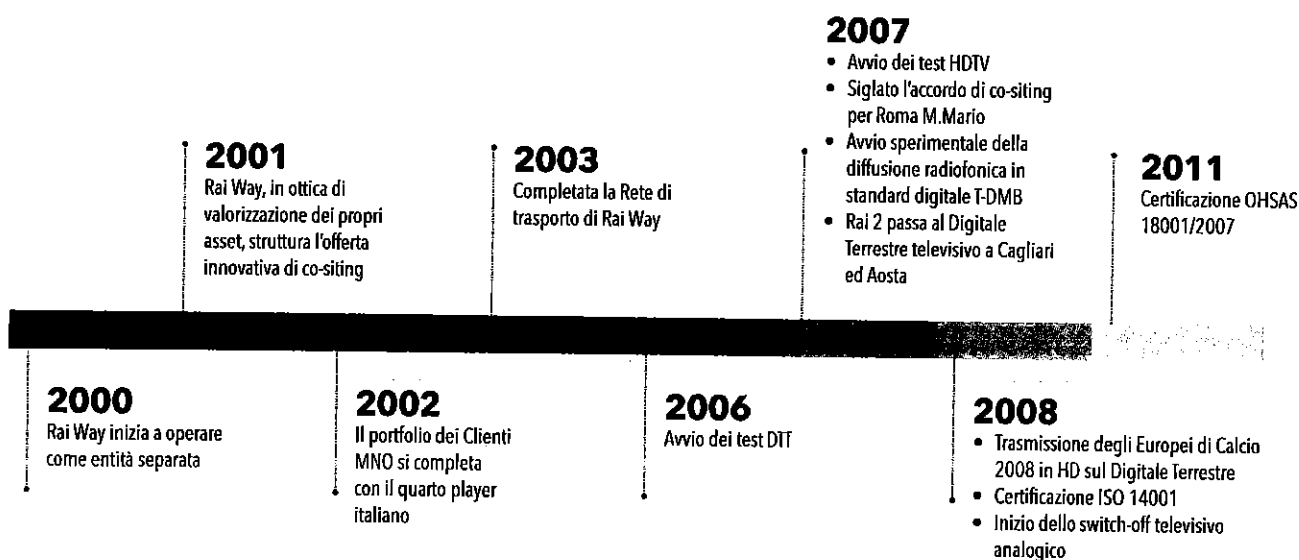 2007
• Avvio dei test HDTV
• Siglato l'accordo di co-siting
per Roma M.Mario
• Avvio sperimentale della
diffusione radiofonica in
standard digitale T-DMB
• Rai 2 passa al Digitale
Terrestre televisivo a Cagliari
ed Aosta
2001
Rai Way, in ottica di
valorizzazione dei propri
asset, struttura l'offerta
innovativa di co-siting
2003
Completata la Rete di
trasporto di Rai Way
2011
Certificazione OHSAS
18001/2007
2000
Rai Way inizia a operare
come entità separata
2002
Il portfolio dei Clienti
MNO si completa
con il quarto player
italiano
2006
Avvio dei test DTT
2008
• Trasmissione degli Europei di Calcio
2008 in HD sul Digitale Terrestre
• Certificazione ISO 14001
• Inizio dello switch-off televisivo
analogico